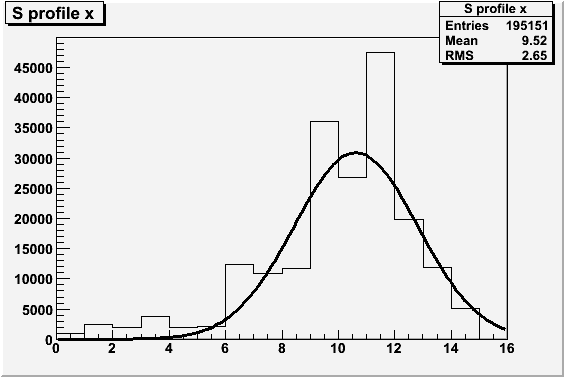 S profile x
S profile x
Entries 195151
Mean 9.52
RMS 2.65
45000
40000
35000
30000
25000
20000
15000
10000
5000
0
0 2 4 6 8 10 12 14 16